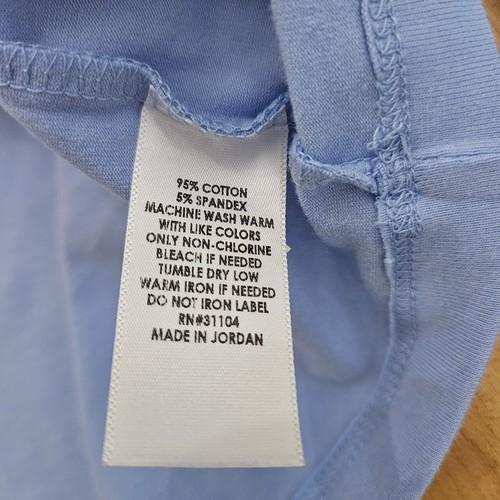 95% COTTON
5% SPANDEX
MACHINE WASH WARM
WITH LIKE COLORS
ONLY NON-CHLORINE
BLEACH IF NEEDED
TUMBLE DRY LOW
WARM IRON IF NEEDED
DO NOT IRON LABEL
RN#31104
MADE IN JORDAN